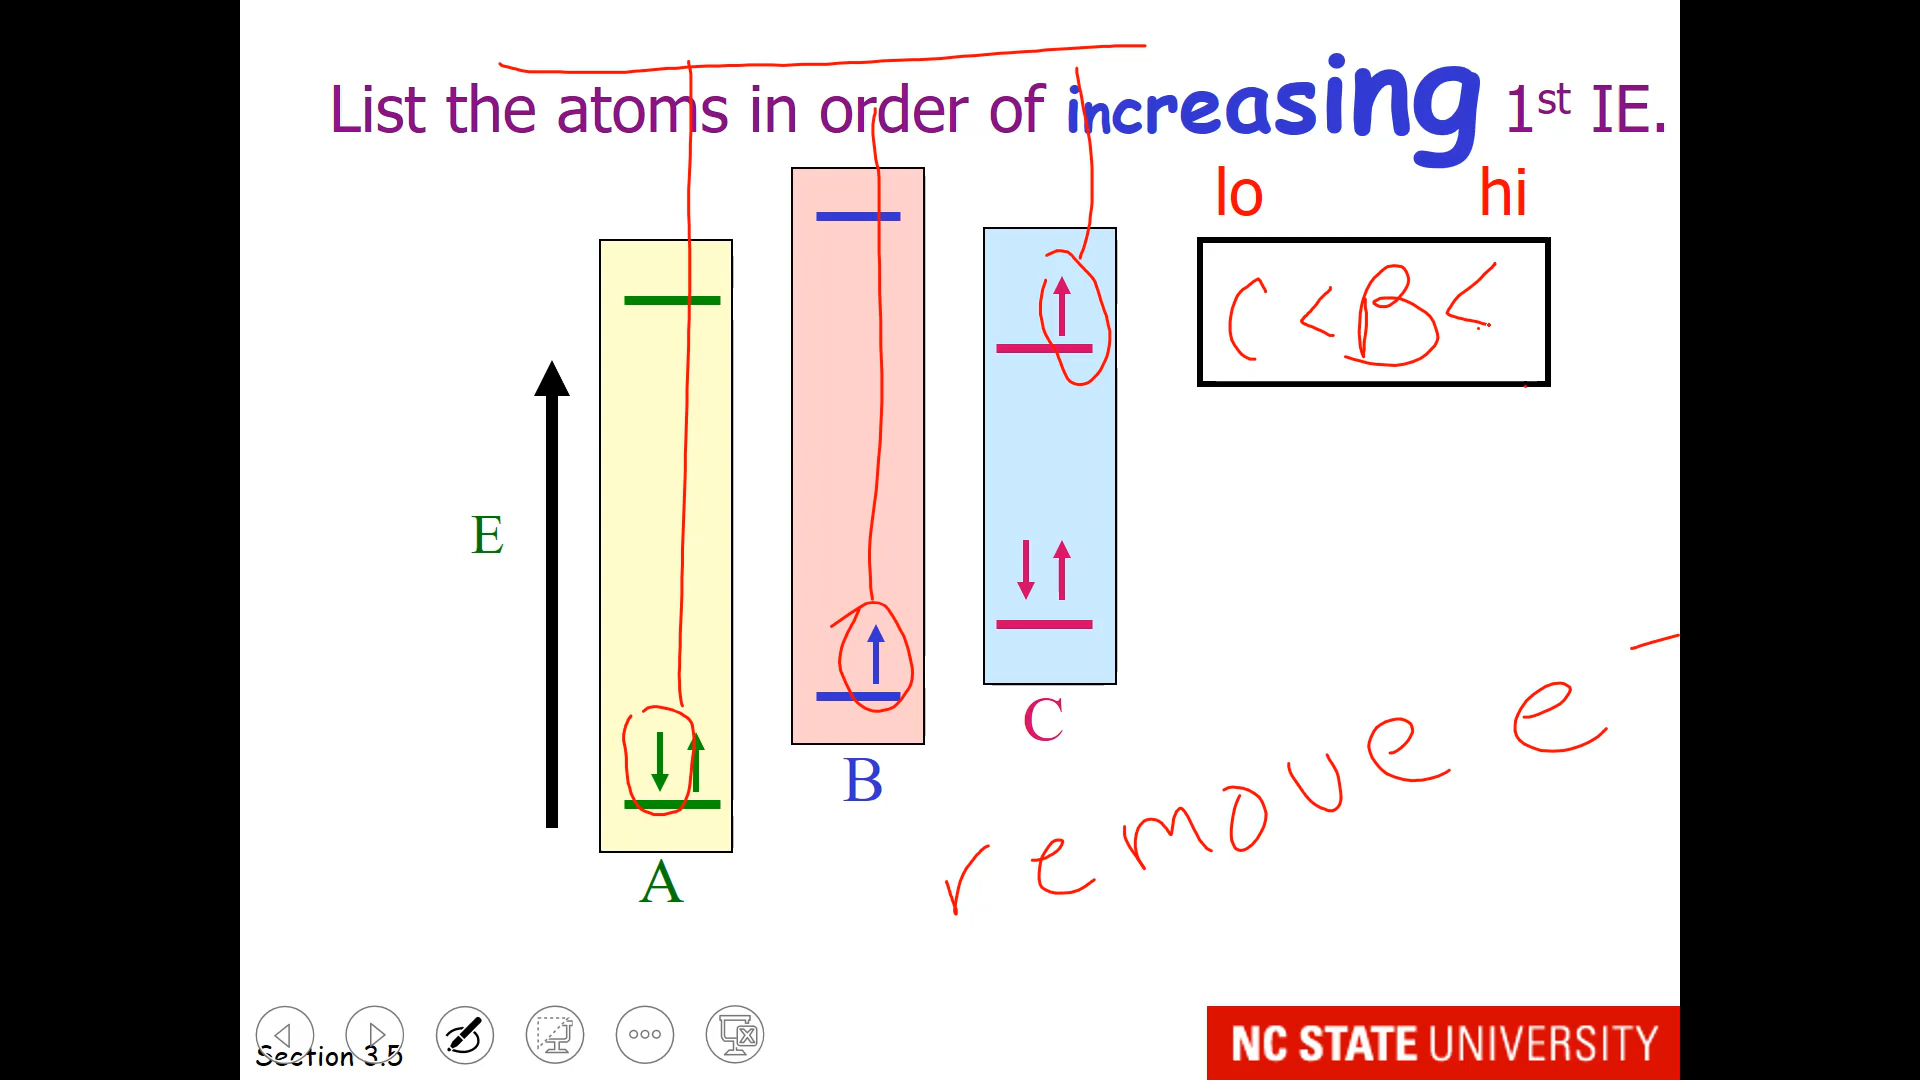 List the atoms in order of increasing 1st IE.
lo hi
C < B <
E
A
B
C
remove e-
Section 3.5
NC STATE UNIVERSITY